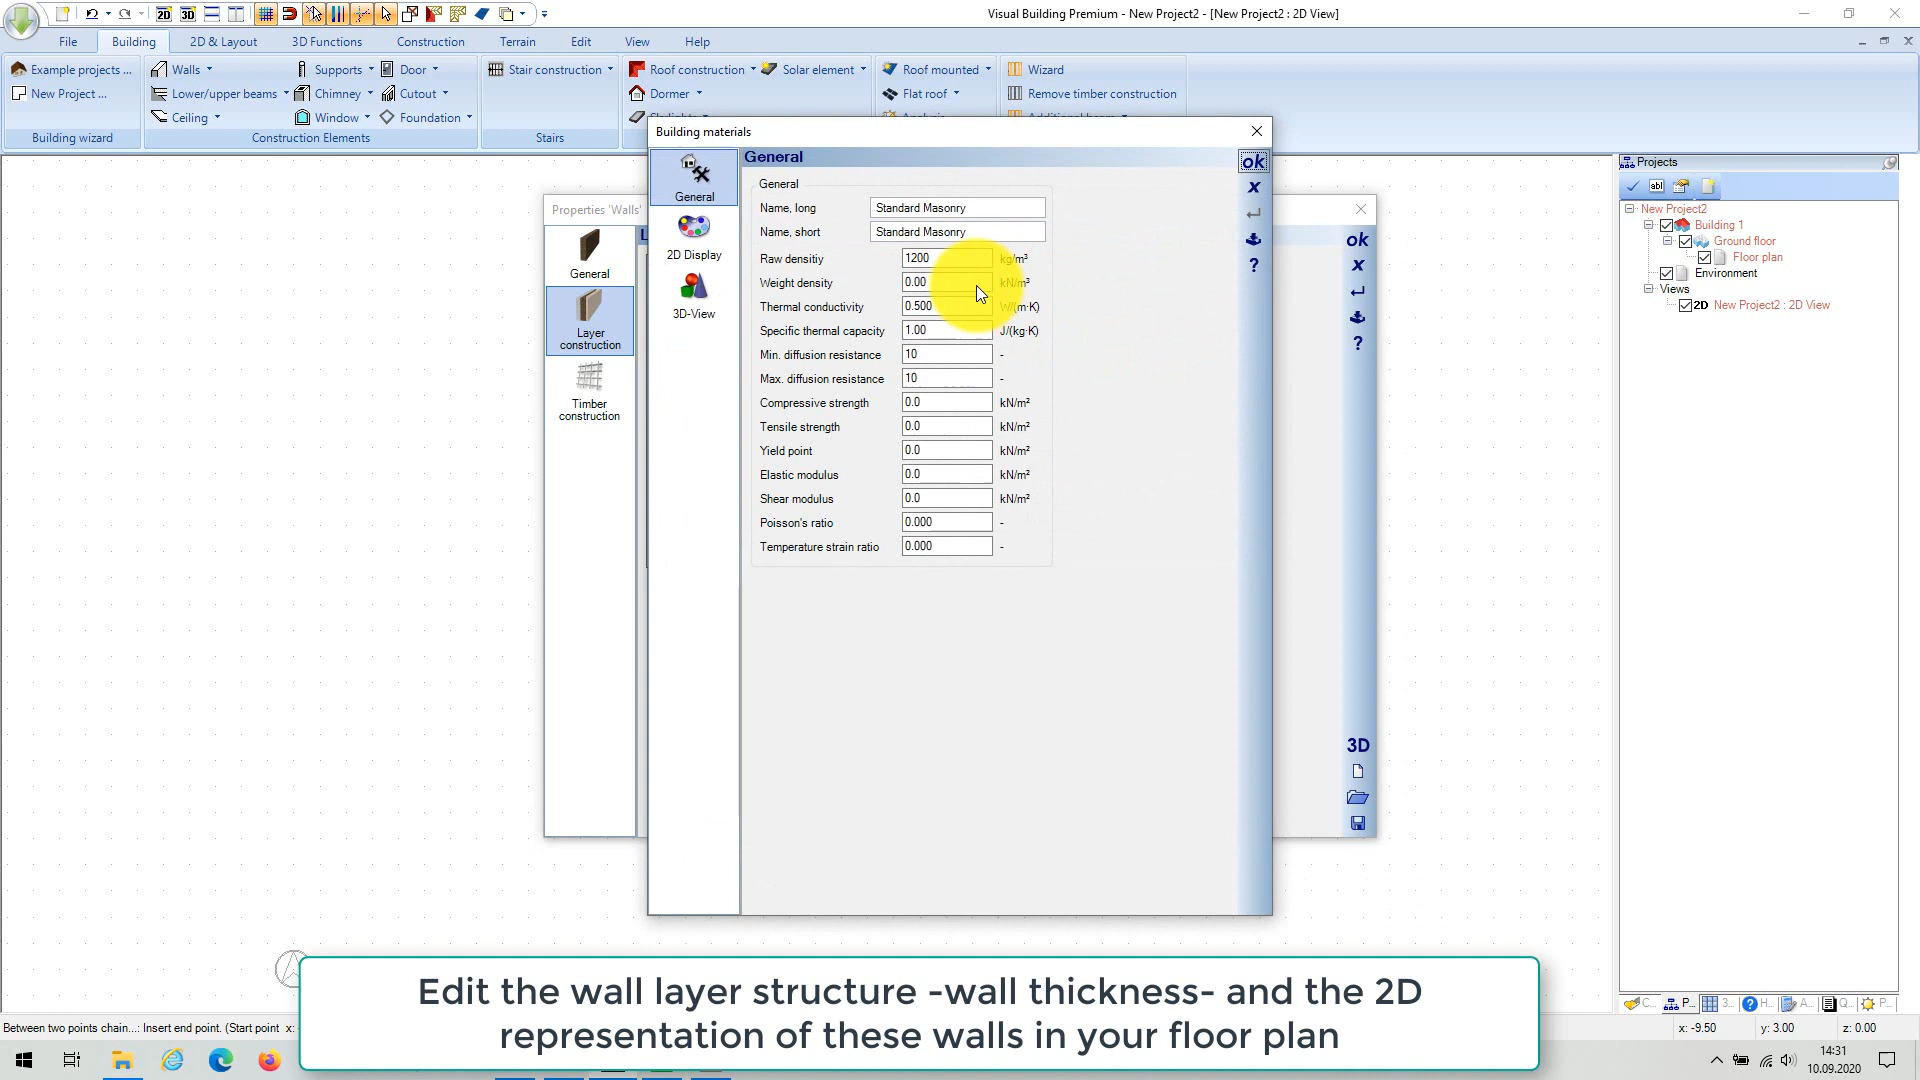 2D 3D
Visual Building Premium - New Project2 - [New Project2 : 2D View]
File Building 2D & Layout 3D Functions Construction Terrain Edit View Help
Example projects ... Walls Supports Door Stair construction Roof construction Solar element Roof mounted Wizard
New Project ... Lower/upper beams Chimney Cutout Dormer Flat roof Remove timber construction
Ceiling Window Foundation
Building wizard Construction Elements Stairs
Building materials
Projects
General
ok
abl
General
General
x
Name, long Standard Masonry
Name, short Standard Masonry
Raw densitiy 1200 kg/m³
Weight density 0.00 kN/m³
Thermal conductivity 0.500 W/(m·K)
Specific thermal capacity 1.00 J/(kg·K)
Min. diffusion resistance 10 -
Max. diffusion resistance 10 -
Compressive strength 0.0 kN/m²
Tensile strength 0.0 kN/m²
Yield point 0.0 kN/m²
Elastic modulus 0.0 kN/m²
Shear modulus 0.0 kN/m²
Poisson's ratio 0.000 -
Temperature strain ratio 0.000 -
2D Display
3D-View
?
Properties 'Walls'
General
Layer
construction
Timber
construction
ok
x
?
3D
New Project2
Building 1
Ground floor
Floor plan
Environment
Views
2D New Project2 : 2D View
Edit the wall layer structure -wall thickness- and the 2D
representation of these walls in your floor plan
C... P... 3... H... A... Q... P...
Between two points chain...: Insert end point. (Start point x:
x: -9.50 y: 3.00 z: 0.00
14:31
10.09.2020